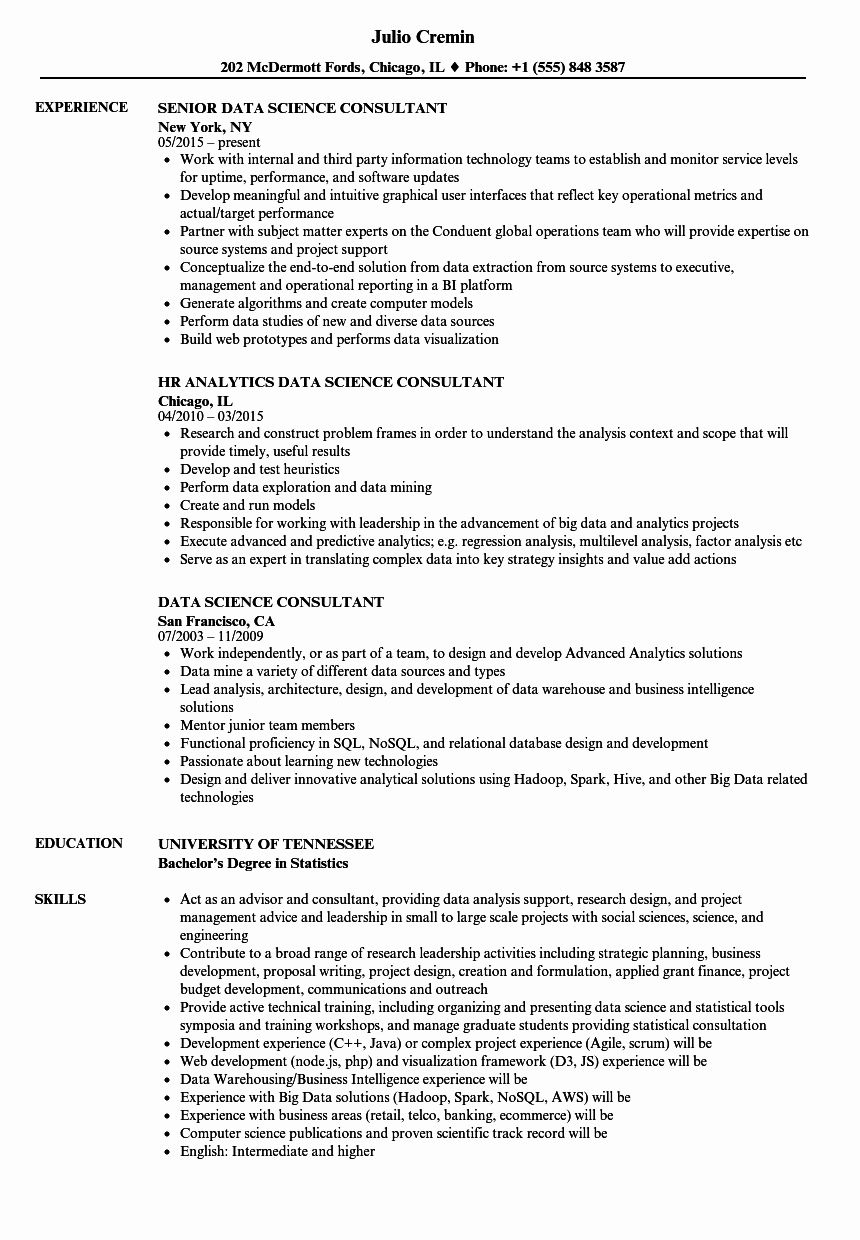 Julio Cremin
202 McDermott Fords, Chicago, IL ♦ Phone: +1 (555) 848 3587
EXPERIENCE
SENIOR DATA SCIENCE CONSULTANT
New York, NY
05/2015 – present
• Work with internal and third party information technology teams to establish and monitor service levels
for uptime, performance, and software updates
• Develop meaningful and intuitive graphical user interfaces that reflect key operational metrics and
actual/target performance
• Partner with subject matter experts on the Conduent global operations team who will provide expertise on
source systems and project support
• Conceptualize the end-to-end solution from data extraction from source systems to executive,
management and operational reporting in a BI platform
• Generate algorithms and create computer models
• Perform data studies of new and diverse data sources
• Build web prototypes and performs data visualization
HR ANALYTICS DATA SCIENCE CONSULTANT
Chicago, IL
04/2010 – 03/2015
• Research and construct problem frames in order to understand the analysis context and scope that will
provide timely, useful results
• Develop and test heuristics
• Perform data exploration and data mining
• Create and run models
• Responsible for working with leadership in the advancement of big data and analytics projects
• Execute advanced and predictive analytics; e.g. regression analysis, multilevel analysis, factor analysis etc
• Serve as an expert in translating complex data into key strategy insights and value add actions
DATA SCIENCE CONSULTANT
San Francisco, CA
07/2003 – 11/2009
• Work independently, or as part of a team, to design and develop Advanced Analytics solutions
• Data mine a variety of different data sources and types
• Lead analysis, architecture, design, and development of data warehouse and business intelligence
solutions
• Mentor junior team members
• Functional proficiency in SQL, NoSQL, and relational database design and development
• Passionate about learning new technologies
• Design and deliver innovative analytical solutions using Hadoop, Spark, Hive, and other Big Data related
technologies
EDUCATION
UNIVERSITY OF TENNESSEE
Bachelor's Degree in Statistics
SKILLS
• Act as an advisor and consultant, providing data analysis support, research design, and project
management advice and leadership in small to large scale projects with social sciences, science, and
engineering
• Contribute to a broad range of research leadership activities including strategic planning, business
development, proposal writing, project design, creation and formulation, applied grant finance, project
budget development, communications and outreach
• Provide active technical training, including organizing and presenting data science and statistical tools
symposia and training workshops, and manage graduate students providing statistical consultation
• Development experience (C++, Java) or complex project experience (Agile, scrum) will be
• Web development (node.js, php) and visualization framework (D3, JS) experience will be
• Data Warehousing/Business Intelligence experience will be
• Experience with Big Data solutions (Hadoop, Spark, NoSQL, AWS) will be
• Experience with business areas (retail, telco, banking, ecommerce) will be
• Computer science publications and proven scientific track record will be
• English: Intermediate and higher